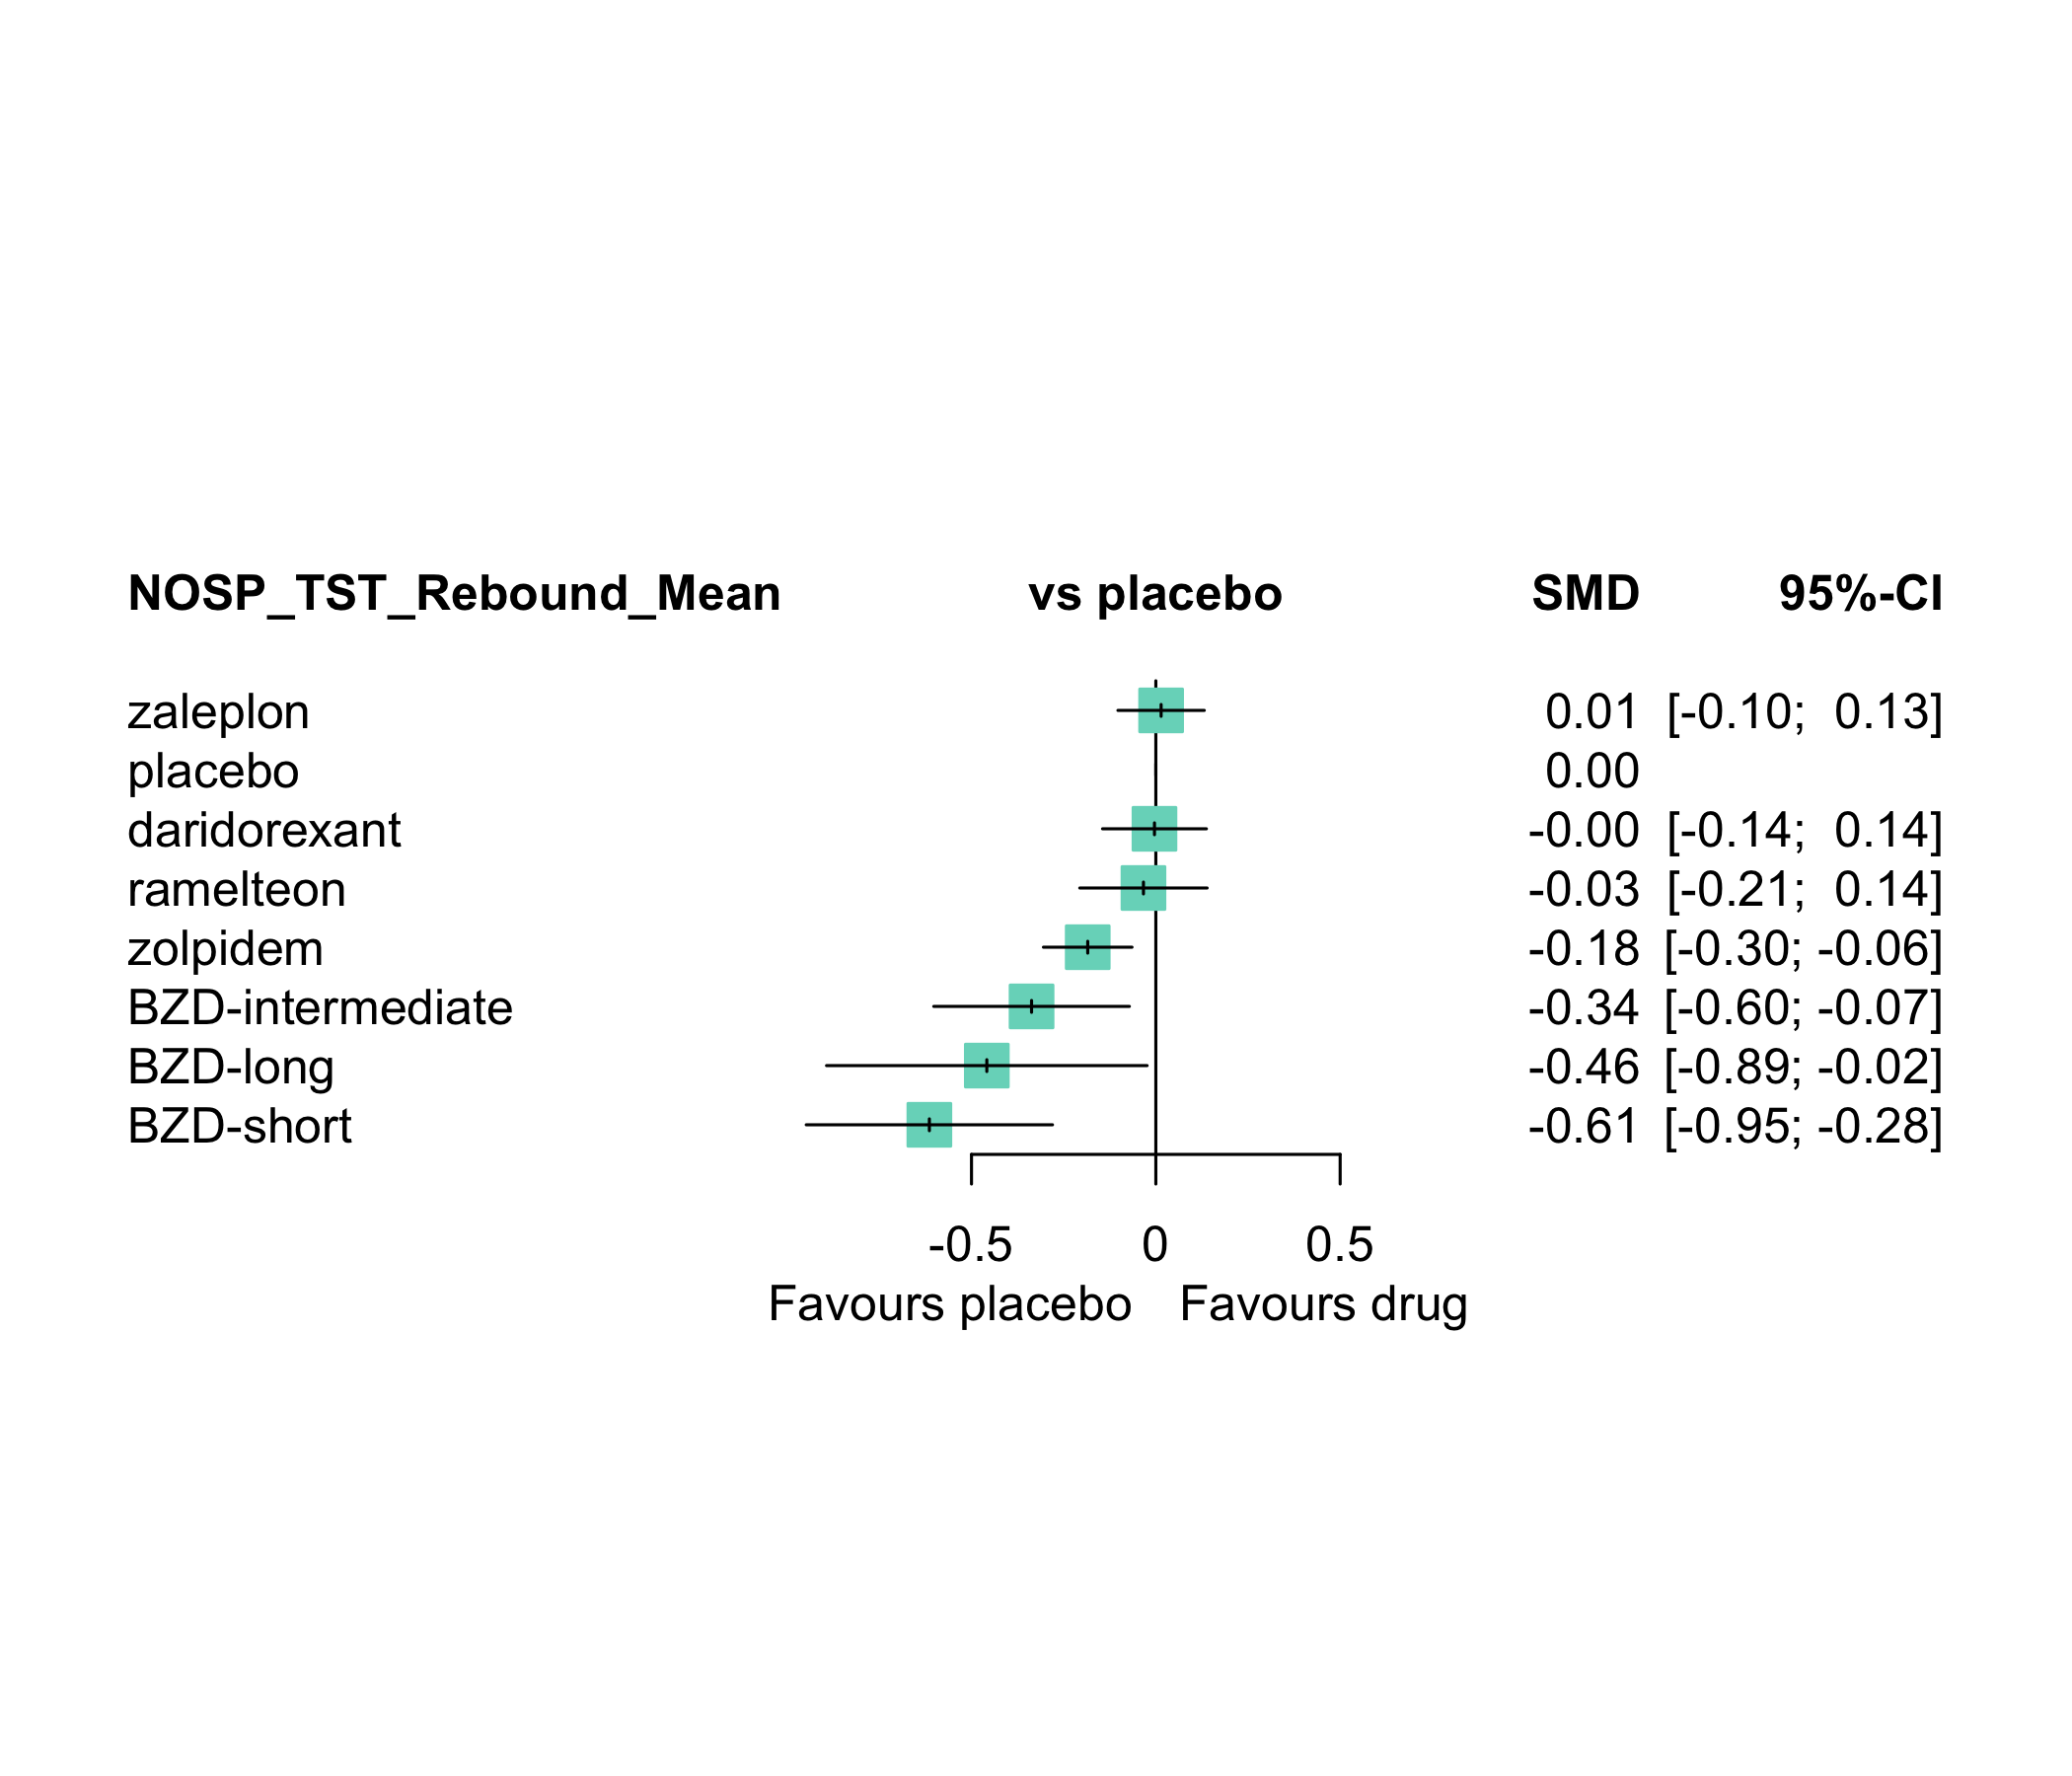 NOSP_TST_Rebound_Mean vs placebo SMD 95%-CI
zaleplon 0.01 [-0.10; 0.13]
placebo 0.00
daridorexant -0.00 [-0.14; 0.14]
ramelteon -0.03 [-0.21; 0.14]
zolpidem -0.18 [-0.30; -0.06]
BZD-intermediate -0.34 [-0.60; -0.07]
BZD-long -0.46 [-0.89; -0.02]
BZD-short -0.61 [-0.95; -0.28]
-0.5 0 0.5
Favours placebo Favours drug